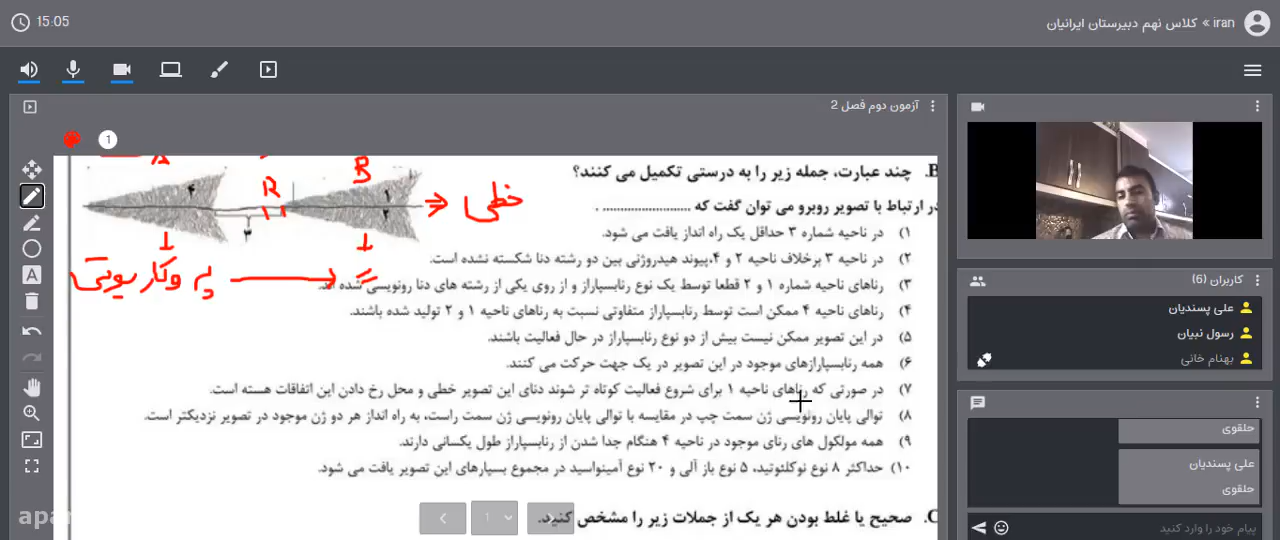 15:05
iran » کلاس نهم دبیرستان ایرانیان
آزمون دوم فصل 2
1
B. چند عبارت، جمله زیر را به درستی تکمیل می کنند؟
در ارتباط با تصویر روبرو می توان گفت که ........................ .
۱) در ناحیه شماره ۳ حداقل یک راه انداز یافت می شود.
۲) در ناحیه ۳ برخلاف ناحیه ۲ و ۴،پیوند هیدروژنی بین دو رشته دنا شکسته نشده است.
۳) رناهای ناحیه شماره ۱ و ۲ قطعا توسط یک نوع رنابسپاراز و از روی یکی از رشته های دنا رونویسی شده اند.
۴) رناهای ناحیه ۴ ممکن است توسط رنابسپاراز متفاوتی نسبت به رناهای ناحیه ۱ و ۲ تولید شده باشند.
۵) در این تصویر ممکن نیست بیش از دو نوع رنابسپاراز در حال فعالیت باشند.
۶) همه رنابسپارازهای موجود در این تصویر در یک جهت حرکت می کنند.
۷) در صورتی که رناهای ناحیه ۱ برای شروع فعالیت کوتاه تر شوند دنای این تصویر خطی و محل رخ دادن این اتفاقات هسته است.
۸) توالی پایان رونویسی ژن سمت چپ در مقایسه با توالی پایان رونویسی ژن سمت راست، به راه انداز هر دو ژن موجود در تصویر نزدیکتر است.
۹) همه مولکول های رنای موجود در ناحیه ۴ هنگام جدا شدن از رنابسپاراز طول یکسانی دارند.
۱۰) حداکثر ۸ نوع نوکلئوتید، ۵ نوع باز آلی و ۲۰ نوع آمینواسید در مجموع بسپارهای این تصویر یافت می شود.
C. صحیح یا غلط بودن هر یک از جملات زیر را مشخص کنید.
۴
۱
۲
۳
R
B
خطی
۱
کاربران (6)
علی پسندیان
رسول نبیان
بهنام خانی
حلقوی
علی پسندیان
حلقوی
پیام خود را وارد کنید